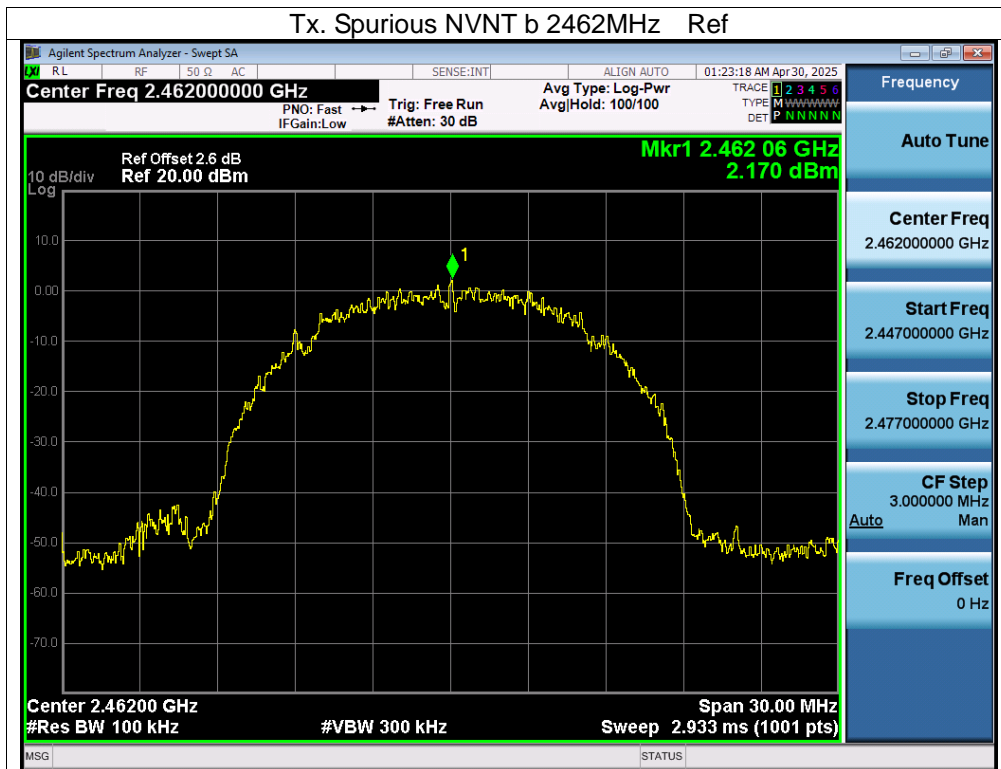 Tx. Spurious NVNT b 2462MHz Ref
Agilent Spectrum Analyzer - Swept SA
LXI RL RF 50 Ω AC SENSE:INT ALIGN AUTO 01:23:18 AM Apr 30, 2025
Center Freq 2.462000000 GHz
PNO: Fast
IFGain:Low
Trig: Free Run
#Atten: 30 dB
Avg Type: Log-Pwr
Avg|Hold: 100/100
TRACE 1 2 3 4 5 6
TYPE M WWWWW
DET P N N N N N
Mkr1 2.462 06 GHz
2.170 dBm
Ref Offset 2.6 dB
10 dB/div Ref 20.00 dBm
Log
10.0
0.00
-10.0
-20.0
-30.0
-40.0
-50.0
-60.0
-70.0
1
Center 2.46200 GHz Span 30.00 MHz
#Res BW 100 kHz #VBW 300 kHz Sweep 2.933 ms (1001 pts)
MSG STATUS
Frequency
Auto Tune
Center Freq
2.462000000 GHz
Start Freq
2.447000000 GHz
Stop Freq
2.477000000 GHz
CF Step
3.000000 MHz
Auto Man
Freq Offset
0 Hz